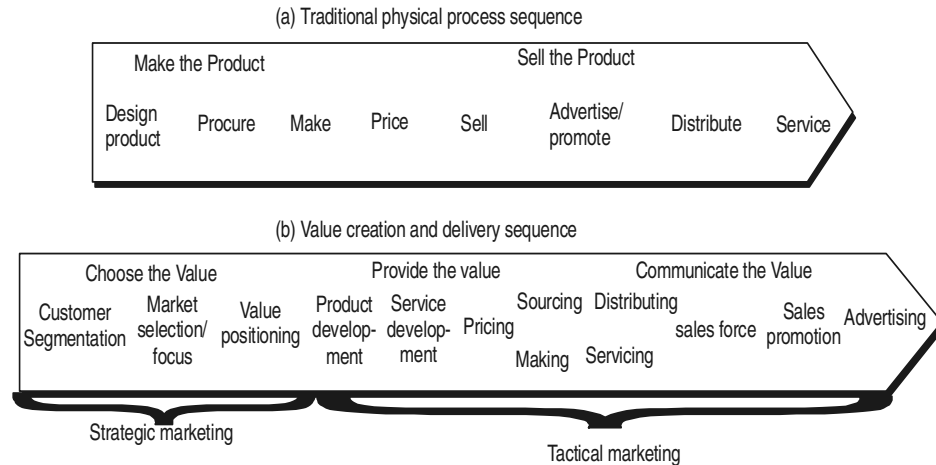 (a) Traditional physical process sequence
Make the Product
Sell the Product
Design
product
Procure
Make
Price
Sell
Advertise/
promote
Distribute
Service
(b) Value creation and delivery sequence
Choose the Value
Provide the value
Communicate the Value
Customer
Segmentation
Market
selection/
focus
Value
positioning
Product
develop-
ment
Service
develop-
ment
Pricing
Sourcing
Making
Distributing
Servicing
sales force
Sales
promotion
Advertising
Strategic marketing
Tactical marketing